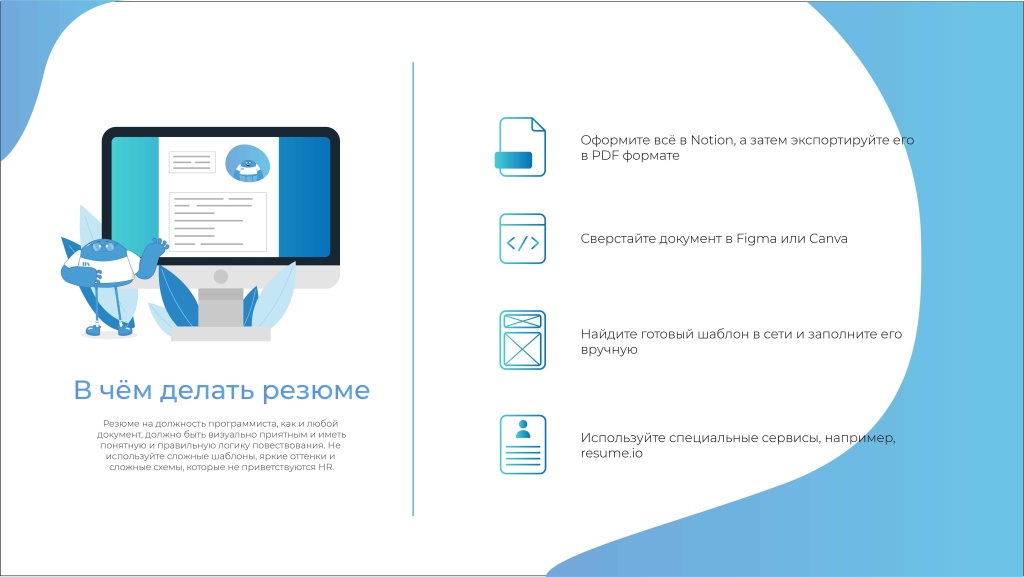 В чём делать резюме
Резюме на должность программиста, как и любой
документ, должно быть визуально приятным и иметь
понятную и правильную логику повествования. Не
используйте сложные шаблоны, яркие оттенки и
сложные схемы, которые не приветствуются HR.
Оформите всё в Notion, а затем экспортируйте его
в PDF формате
</>
Сверстайте документ в Figma или Canva
Найдите готовый шаблон в сети и заполните его
вручную
Используйте специальные сервисы, например,
resume.io